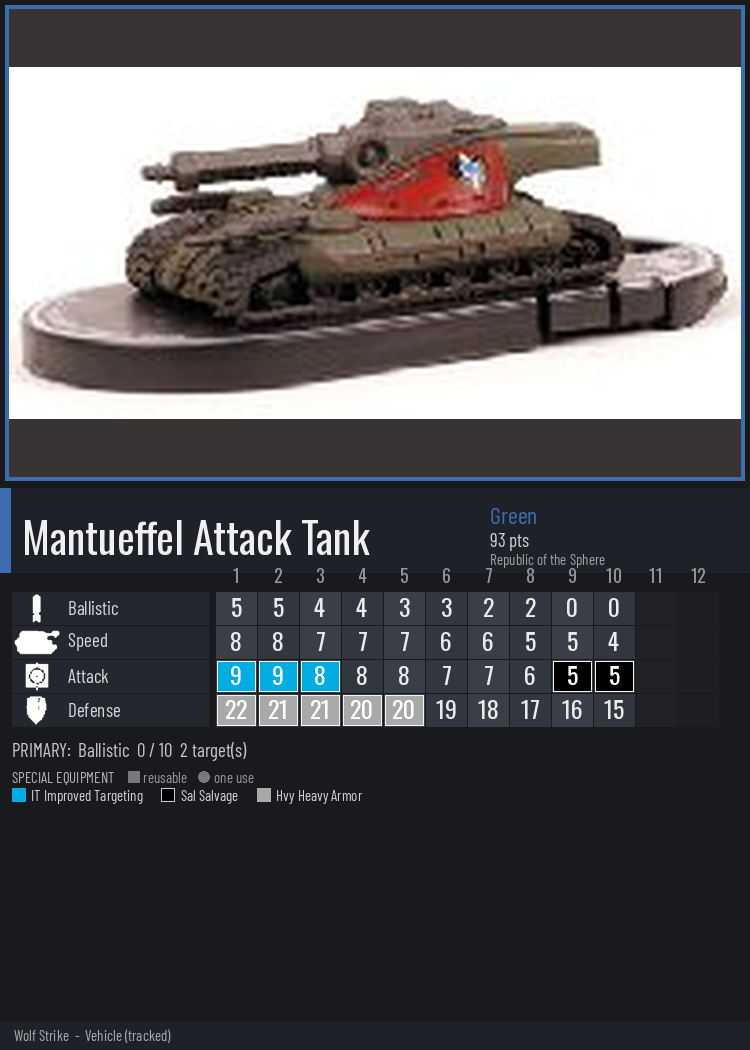 Mantueffel Attack Tank
Green
93 pts
Republic of the Sphere
1 2 3 4 5 6 7 8 9 10 11 12
Ballistic 5 5 4 4 3 3 2 2 0 0
Speed 8 8 7 7 7 6 6 5 5 4
Attack 9 9 8 8 8 7 7 6 5 5
Defense 22 21 21 20 20 19 18 17 16 15
PRIMARY: Ballistic 0 / 10 2 target(s)
SPECIAL EQUIPMENT reusable one use
IT Improved Targeting Sal Salvage Hvy Heavy Armor
Wolf Strike - Vehicle (tracked)